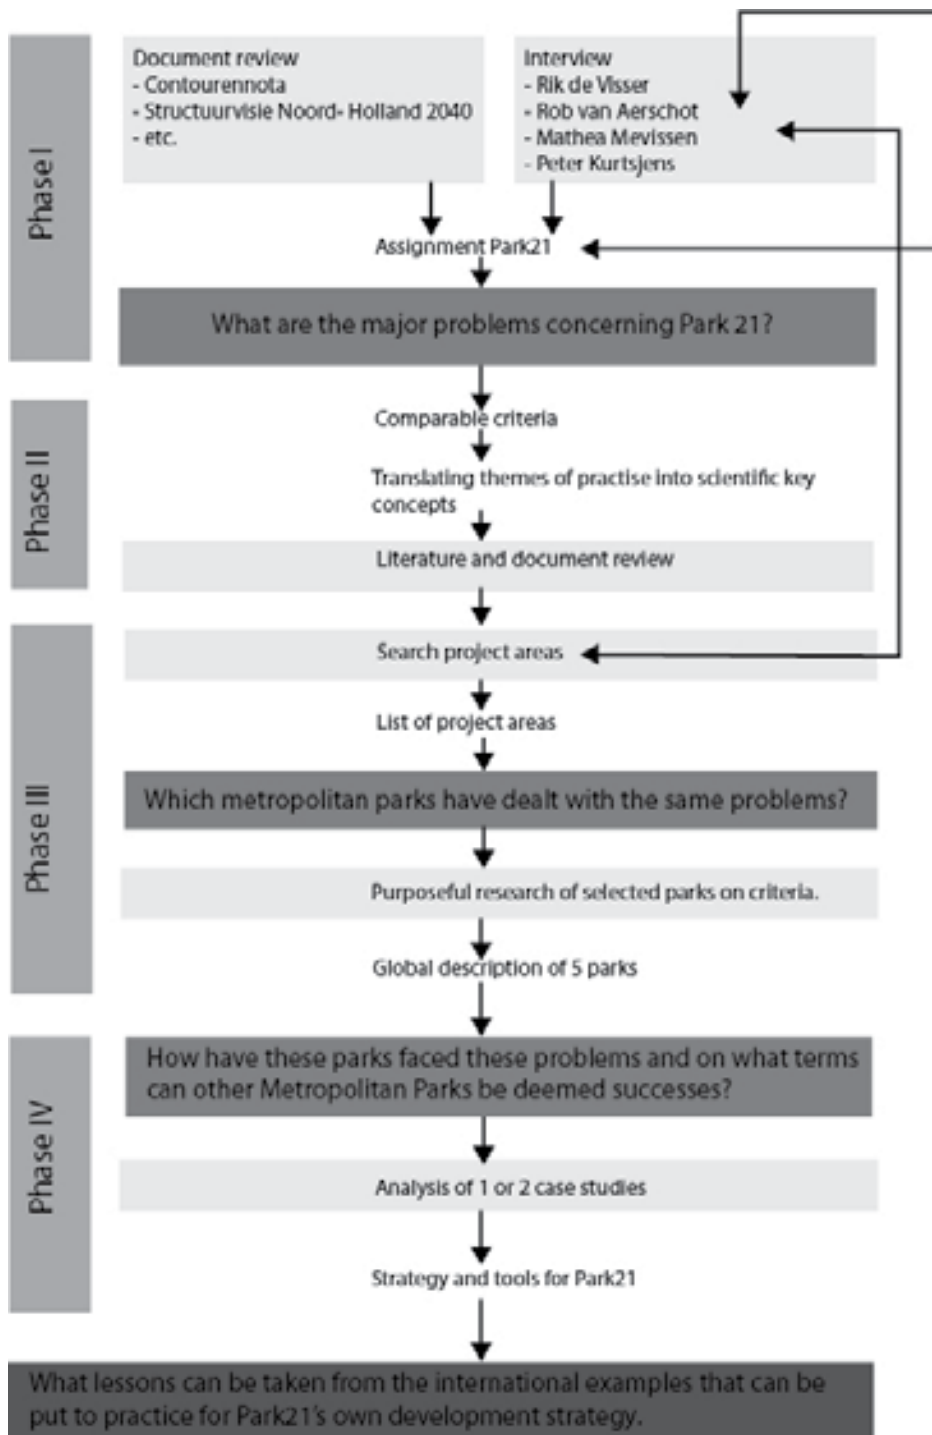 Phase I
Document review
- Contourennota
- Structuurvisie Noord- Holland 2040
- etc.
Interview
- Rik de Visser
- Rob van Aerschot
- Mathea Mevissen
- Peter Kurtsjens
Assignment Park21
What are the major problems concerning Park 21?
Phase II
Comparable criteria
Translating themes of practise into scientific key
concepts
Literature and document review
Phase III
Search project areas
List of project areas
Which metropolitan parks have dealt with the same problems?
Purposeful research of selected parks on criteria.
Global description of 5 parks
Phase IV
How have these parks faced these problems and on what terms
can other Metropolitan Parks be deemed successes?
Analysis of 1 or 2 case studies
Strategy and tools for Park21
What lessons can be taken from the international examples that can be
put to practice for Park21's own development strategy.